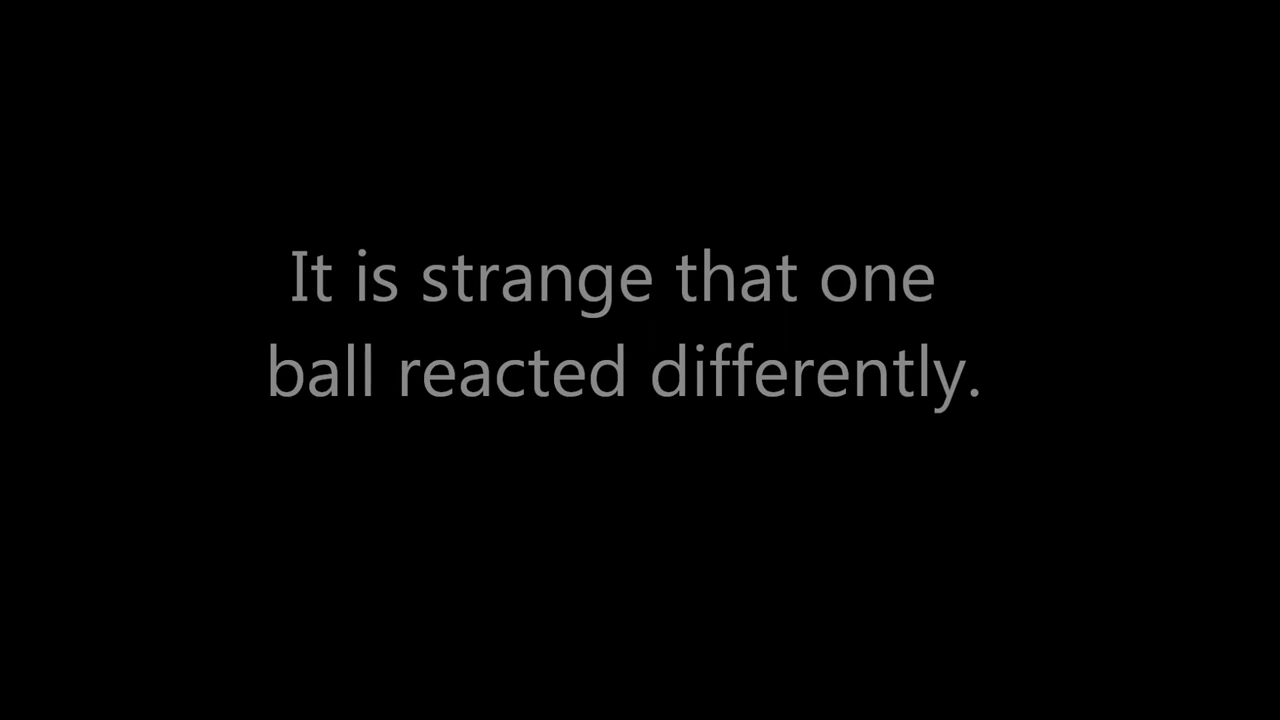 It is strange that one
ball reacted differently.